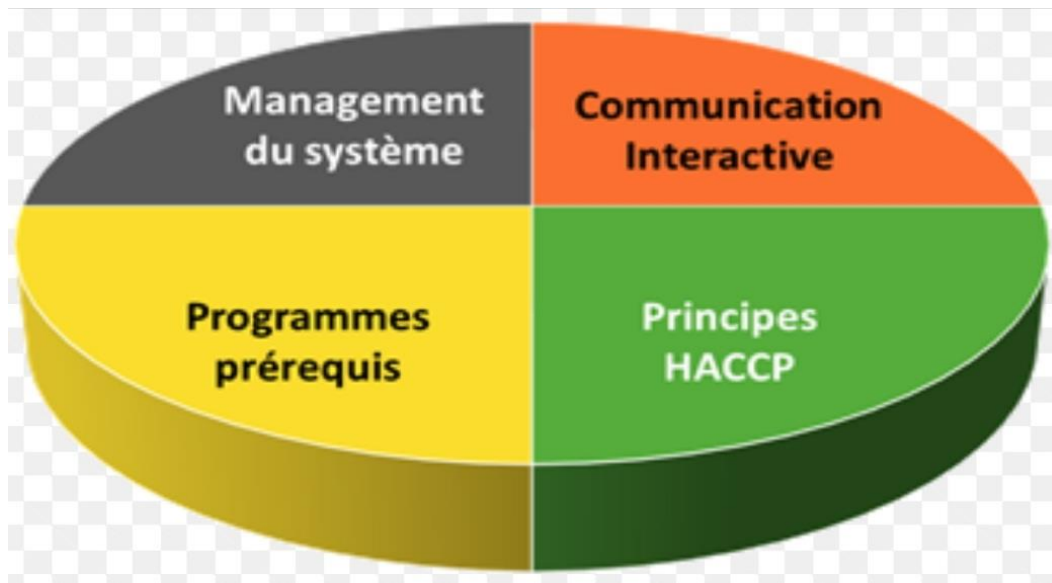 Management
du système
Communication
Interactive
Programmes
prérequis
Principes
HACCP